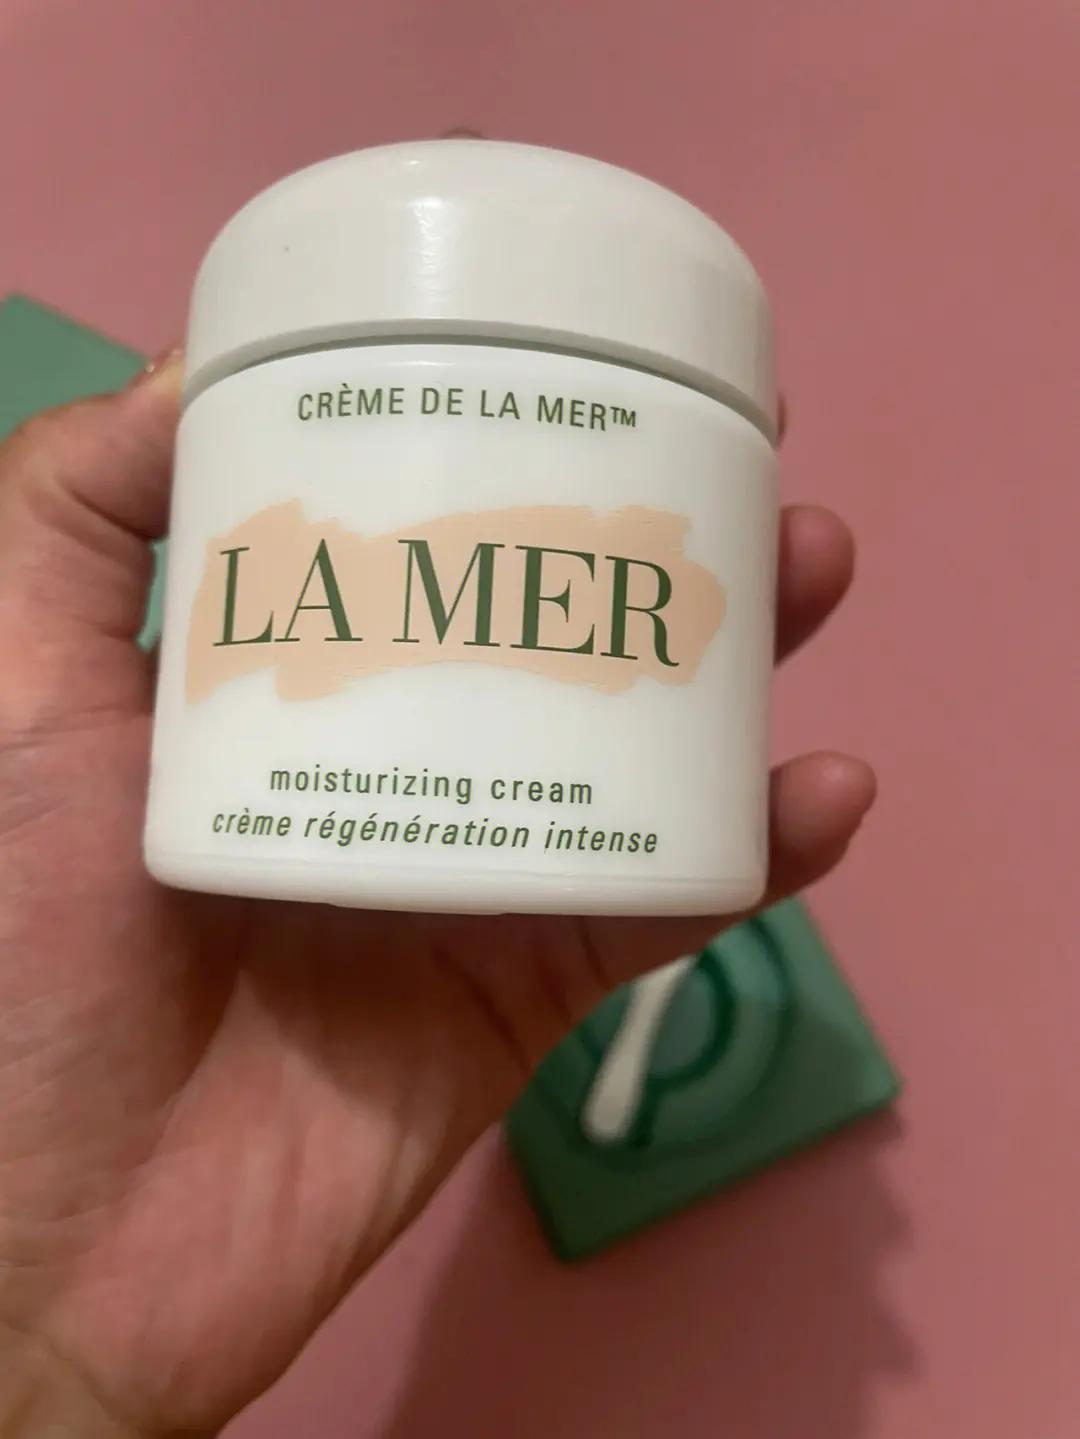 CRÈME DE LA MER™
LA MER
moisturizing cream
crème régénération intense